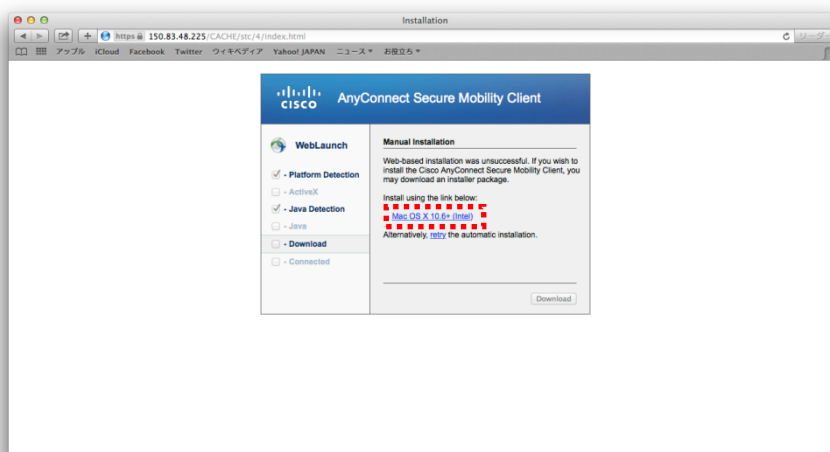 Installation
https 150.83.48.225/CACHE/stc/4/index.html
リーダー
アップル iCloud Facebook Twitter ウィキペディア Yahoo! JAPAN ニュース▼ お役立ち▼
CISCO AnyConnect Secure Mobility Client
WebLaunch
- Platform Detection
- ActiveX
- Java Detection
- Java
- Download
- Connected
Manual Installation
Web-based installation was unsuccessful. If you wish to
install the Cisco AnyConnect Secure Mobility Client, you
may download an installer package.
Install using the link below:
Mac OS X 10.6+ (Intel)
Alternatively, retry the automatic installation.
Download